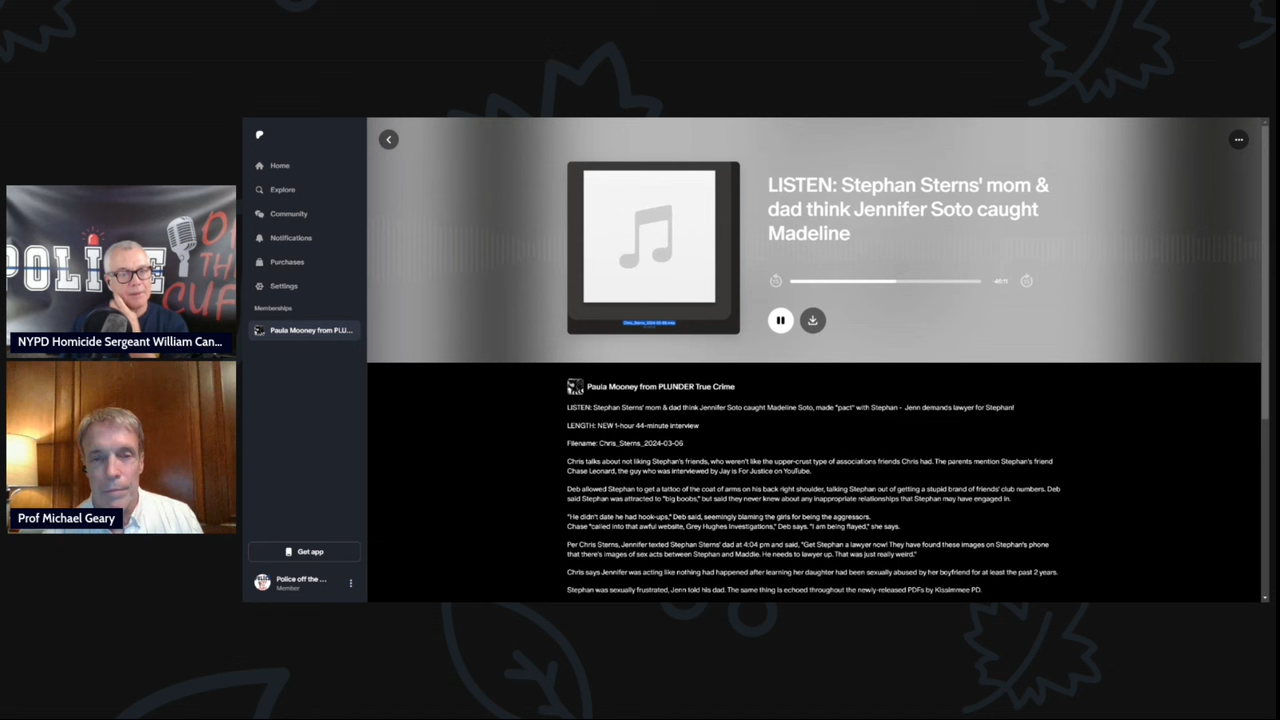 POLICE
OFF
THE
CUFF
NYPD Homicide Sergeant William Can...
Prof Michael Geary
Home
Explore
Community
Notifications
Purchases
Settings
Memberships
Paula Mooney from PLU...
Get app
Police off the ...
Member
LISTEN: Stephan Sterns' mom &
dad think Jennifer Soto caught
Madeline
-40:11
Chris_Sterns_2024-03-06
Paula Mooney from PLUNDER True Crime
LISTEN: Stephan Sterns' mom & dad think Jennifer Soto caught Madeline Soto, made "pact" with Stephan - Jenn demands lawyer for Stephan!
LENGTH: NEW 1-hour 44-minute interview
Filename: Chris_Sterns_2024-03-06
Chris talks about not liking Stephan's friends, who weren't like the upper-crust type of associations friends Chris had. The parents mention Stephan's friend
Chase Leonard, the guy who was interviewed by Jay is For Justice on YouTube.
Deb allowed Stephan to get a tattoo of the coat of arms on his back right shoulder, talking Stephan out of getting a stupid brand of friends' club numbers. Deb
said Stephan was attracted to "big boobs," but said they never knew about any inappropriate relationships that Stephan may have engaged in.
"He didn't date he had hook-ups," Deb said, seemingly blaming the girls for being the aggressors.
Chase "called into that awful website, Grey Hughes Investigations," Deb says. "I am being flayed," she says.
Per Chris Sterns, Jennifer texted Stephan Sterns' dad at 4:04 pm and said, "Get Stephan a lawyer now! They have found these images on Stephan's phone
that there's images of sex acts between Stephan and Maddie. He needs to lawyer up. That was just really weird."
Chris says Jennifer was acting like nothing had happened after learning her daughter had been sexually abused by her boyfriend for at least the past 2 years.
Stephan was sexually frustrated, Jenn told his dad. The same thing is echoed throughout the newly-released PDFs by Kissimmee PD.